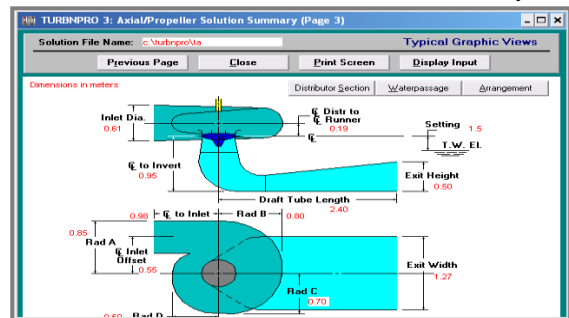 TURBNPRO 3: Axial/Propeller Solution Summary (Page 3)
Solution File Name: c:\turbnpro\ta Typical Graphic Views
Previous Page Close Print Screen Display Input
Dimensions in meters Distributor Section Waterpassage Arrangement
Inlet Dia.
0.61
℄ Distr to
℄ Runner
0.19
℄
Setting 1.5
T.W. El.
℄ to Invert
0.95
Exit Height
0.50
Draft Tube Length
2.40
0.98 ℄ to Inlet Rad B 0.80
0.85
Rad A
℄ Inlet
Offset
0.55
Exit Width
1.27
Rad C
0.70
Rad D